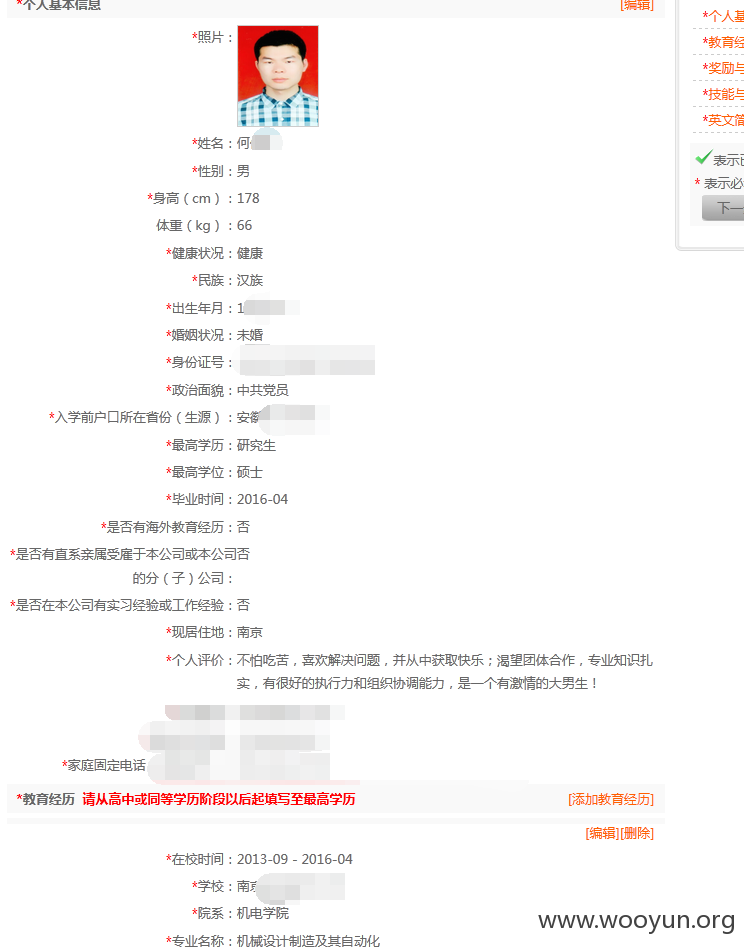 *个人基本信息 [编辑]
*照片：
*姓名：何
*性别：男
*身高（cm）：178
体重（kg）：66
*健康状况：健康
*民族：汉族
*出生年月：1
*婚姻状况：未婚
*身份证号：
*政治面貌：中共党员
*入学前户口所在省份（生源）：安徽
*最高学历：研究生
*最高学位：硕士
*毕业时间：2016-04
*是否有海外教育经历：否
*是否有直系亲属受雇于本公司或本公司否
的分（子）公司：
*是否在本公司有实习经验或工作经验：否
*现居住地：南京
*个人评价：不怕吃苦，喜欢解决问题，并从中获取快乐；渴望团体合作，专业知识扎
实，有很好的执行力和组织协调能力，是一个有激情的大男生！
*家庭固定电话
*教育经历 请从高中或同等学历阶段以后起填写至最高学历 [添加教育经历]
[编辑][删除]
*在校时间：2013-09 - 2016-04
*学校：南京
*院系：机电学院
*专业名称：机械设计制造及其自动化
*个人基
*教育经
*奖励与
*技能与
*英文简
表示已
* 表示必
下一
www.wooyun.org